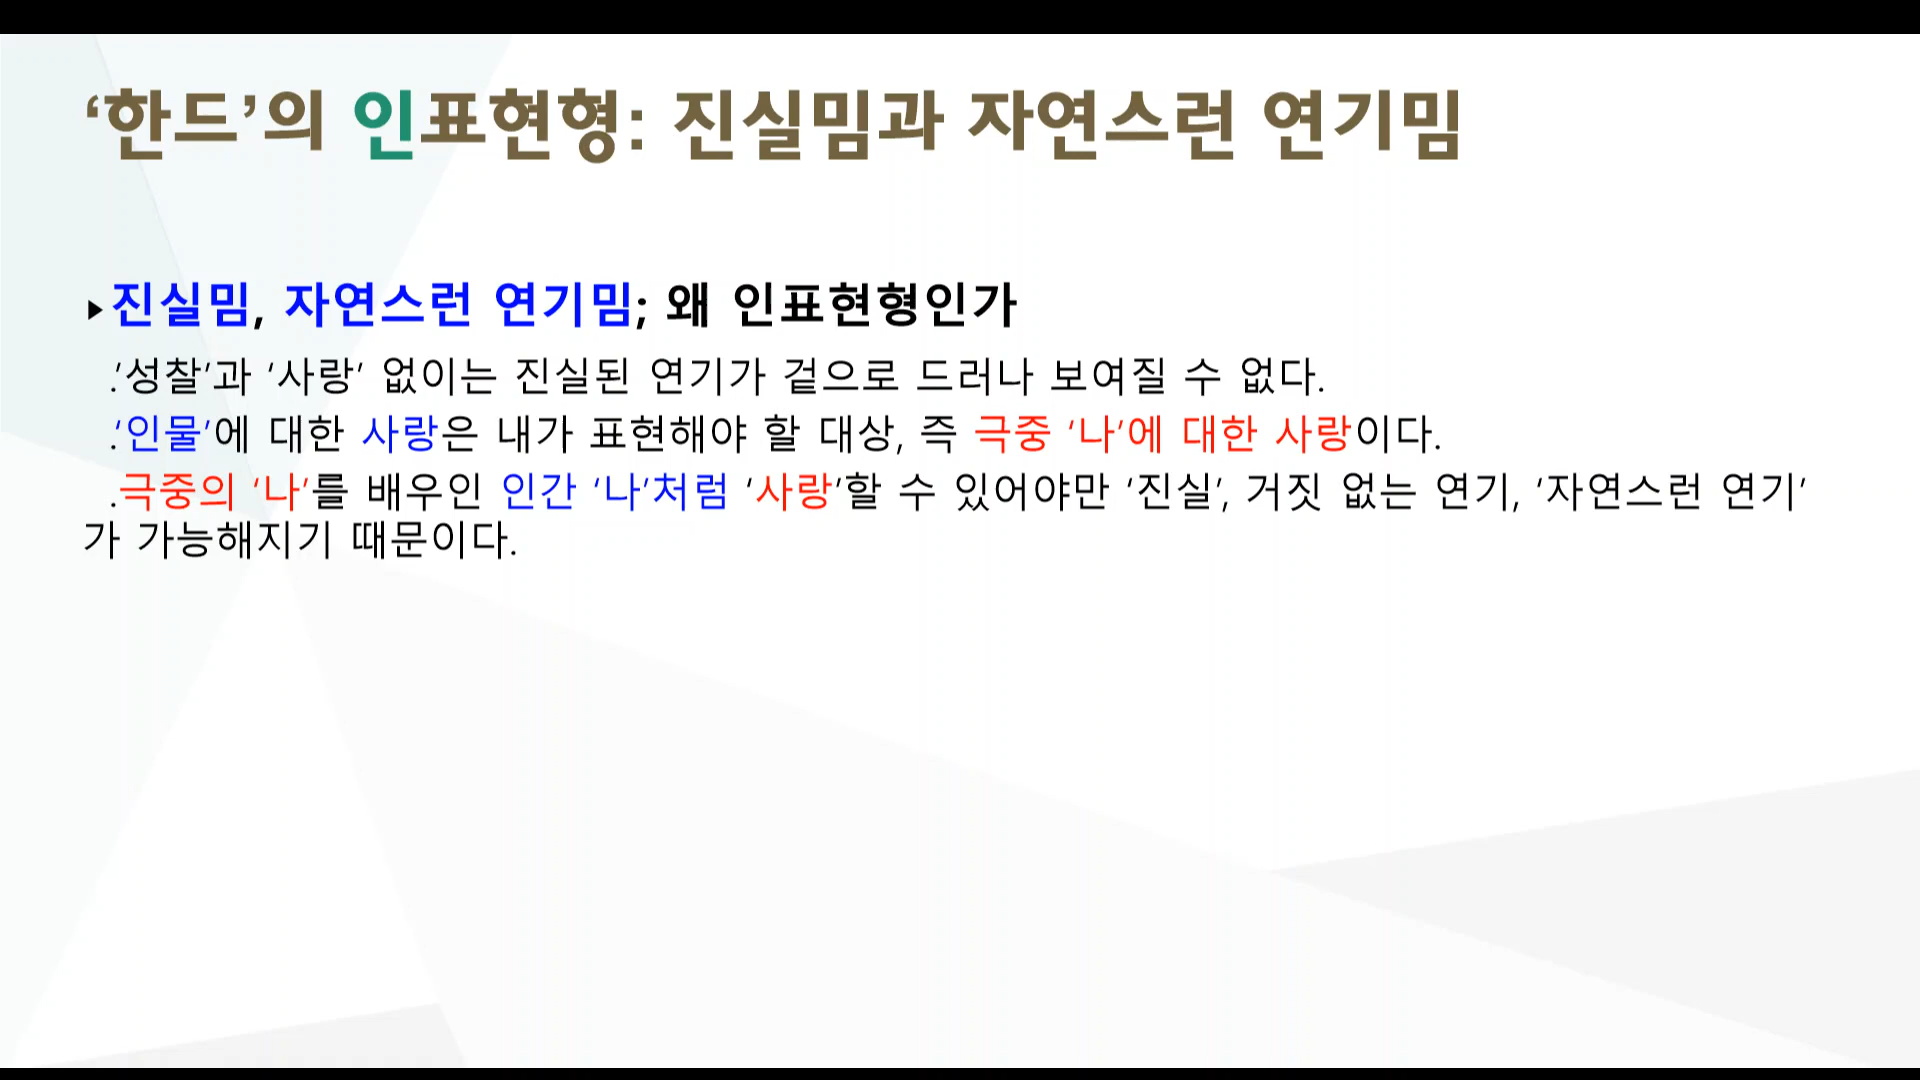 ‘한드’의 인표현형: 진실밈과 자연스런 연기밈
▶진실밈, 자연스런 연기밈; 왜 인표현형인가
.’성찰’과 ‘사랑’ 없이는 진실된 연기가 겉으로 드러나 보여질 수 없다.
.‘인물’에 대한 사랑은 내가 표현해야 할 대상, 즉 극중 ‘나’에 대한 사랑이다.
.극중의 ‘나’를 배우인 인간 ‘나’처럼 ‘사랑’할 수 있어야만 ‘진실’, 거짓 없는 연기, ‘자연스런 연기’
가 가능해지기 때문이다.